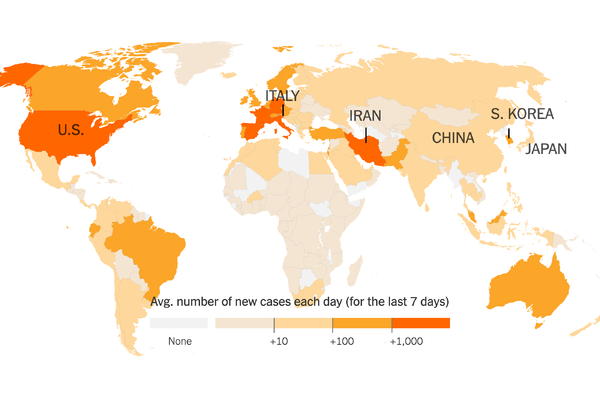 ITALY
S. KOREA
IRAN
U.S.
CHINA
JAPAN
Avg. number of new cases each day (for the last 7 days)
None +10 +100 +1,000